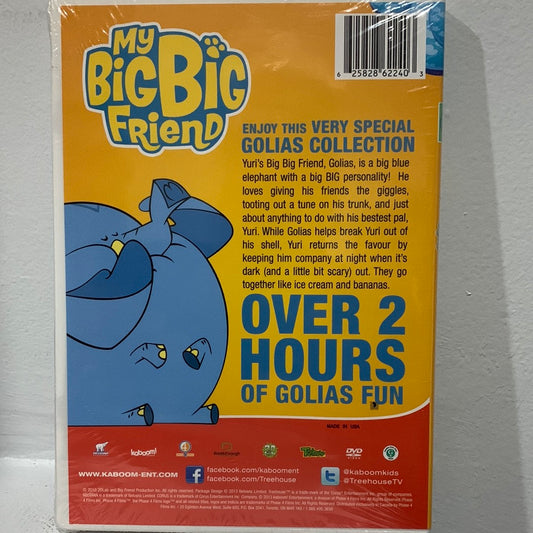 My
BiG BiG
FRiEND
6 25828 62240 3
ENJOY THIS VERY SPECIAL
GOLIAS COLLECTION
Yuri's Big Big Friend, Golias, is a big blue
elephant with a big BIG personality! He
loves giving his friends the giggles,
tooting out a tune on his trunk, and just
about anything to do with his bestest pal,
Yuri. While Golias helps break Yuri out of
his shell, Yuri returns the favour by
keeping him company at night when it's
dark (and a little bit scary) out. They go
together like ice cream and bananas.
OVER 2
HOURS
OF GOLIAS FUN
MADE IN USA
kaboom!
DVD
VIDEO
WWW.KABOOM-ENT.COM
facebook.com/kabooment
facebook.com/Treehouse
@kaboomkids
@TreehouseTV